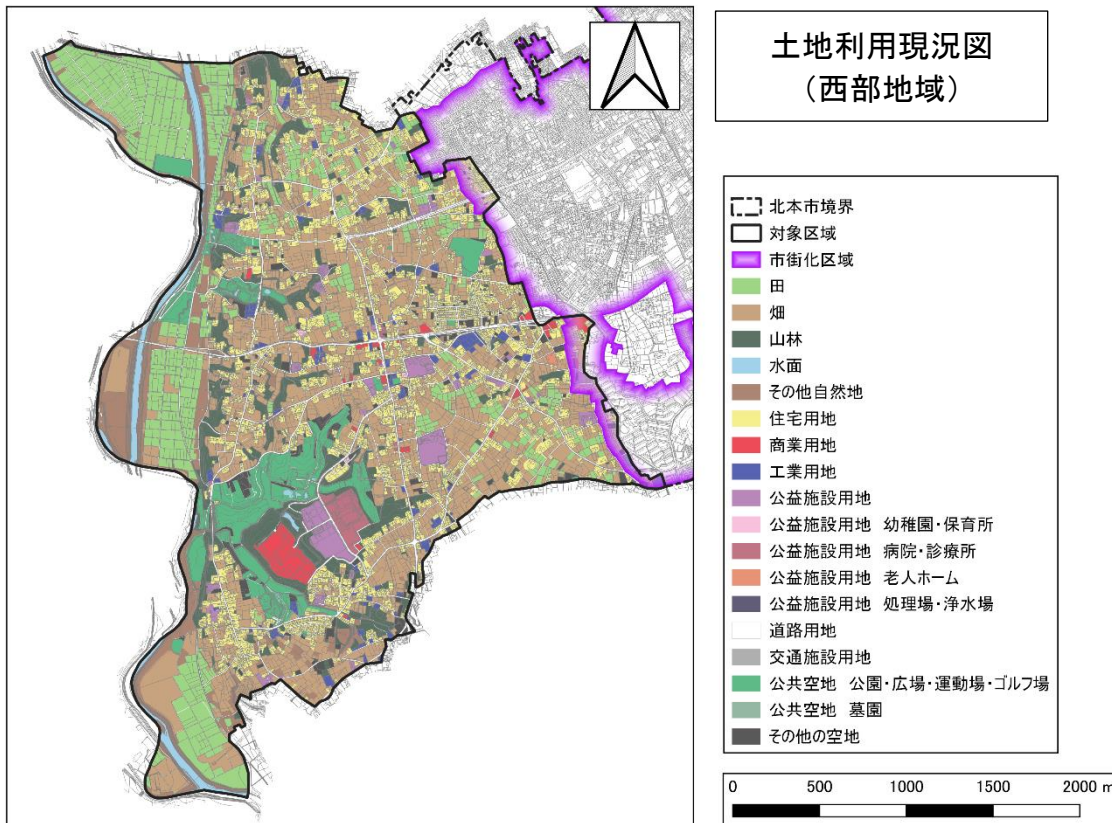 土地利用現況図
（西部地域）
北本市境界
対象区域
市街化区域
田
畑
山林
水面
その他自然地
住宅用地
商業用地
工業用地
公益施設用地
公益施設用地 幼稚園・保育所
公益施設用地 病院・診療所
公益施設用地 老人ホーム
公益施設用地 処理場・浄水場
道路用地
交通施設用地
公共空地 公園・広場・運動場・ゴルフ場
公共空地 墓園
その他の空地
0 500 1000 1500 2000 m